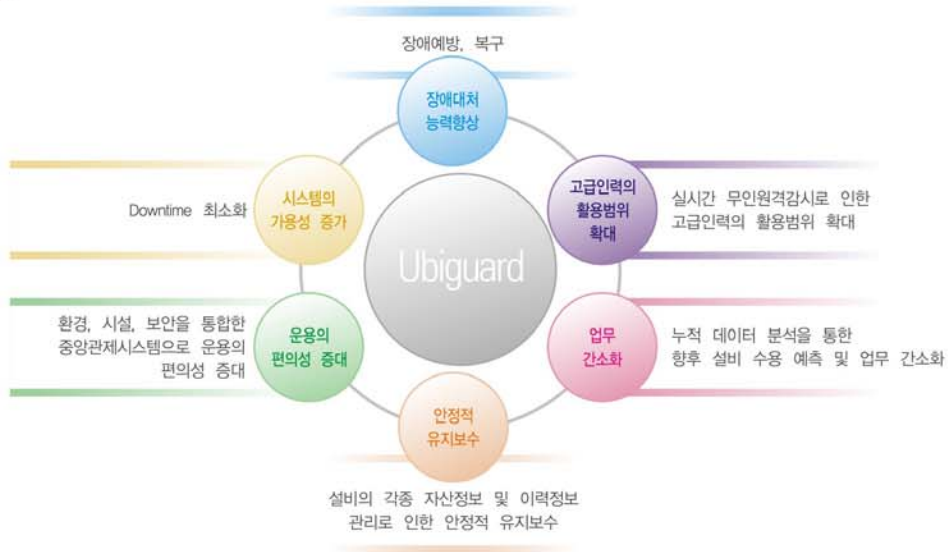 장애예방, 복구
장애대처
능력향상
시스템의
가용성 증가
Downtime 최소화
고급인력의
활용범위
확대
실시간 무인원격감시로 인한
고급인력의 활용범위 확대
Ubiguard
환경, 시설, 보안을 통합한
중앙관제시스템으로 운용의
편의성 증대
운용의
편의성 증대
업무
간소화
누적 데이터 분석을 통한
향후 설비 수용 예측 및 업무 간소화
안정적
유지보수
설비의 각종 자산정보 및 이력정보
관리로 인한 안정적 유지보수